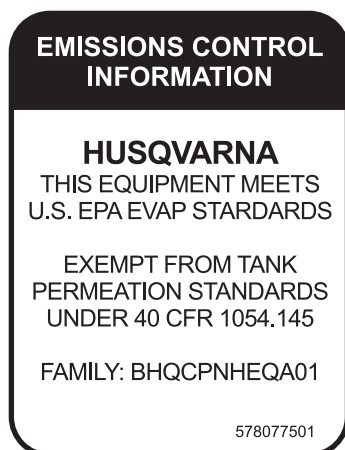 EMISSIONS CONTROL
INFORMATION
HUSQVARNA
THIS EQUIPMENT MEETS
U.S. EPA EVAP STARDARDS
EXEMPT FROM TANK
PERMEATION STANDARDS
UNDER 40 CFR 1054.145
FAMILY: BHQCPNHEQA01
578077501